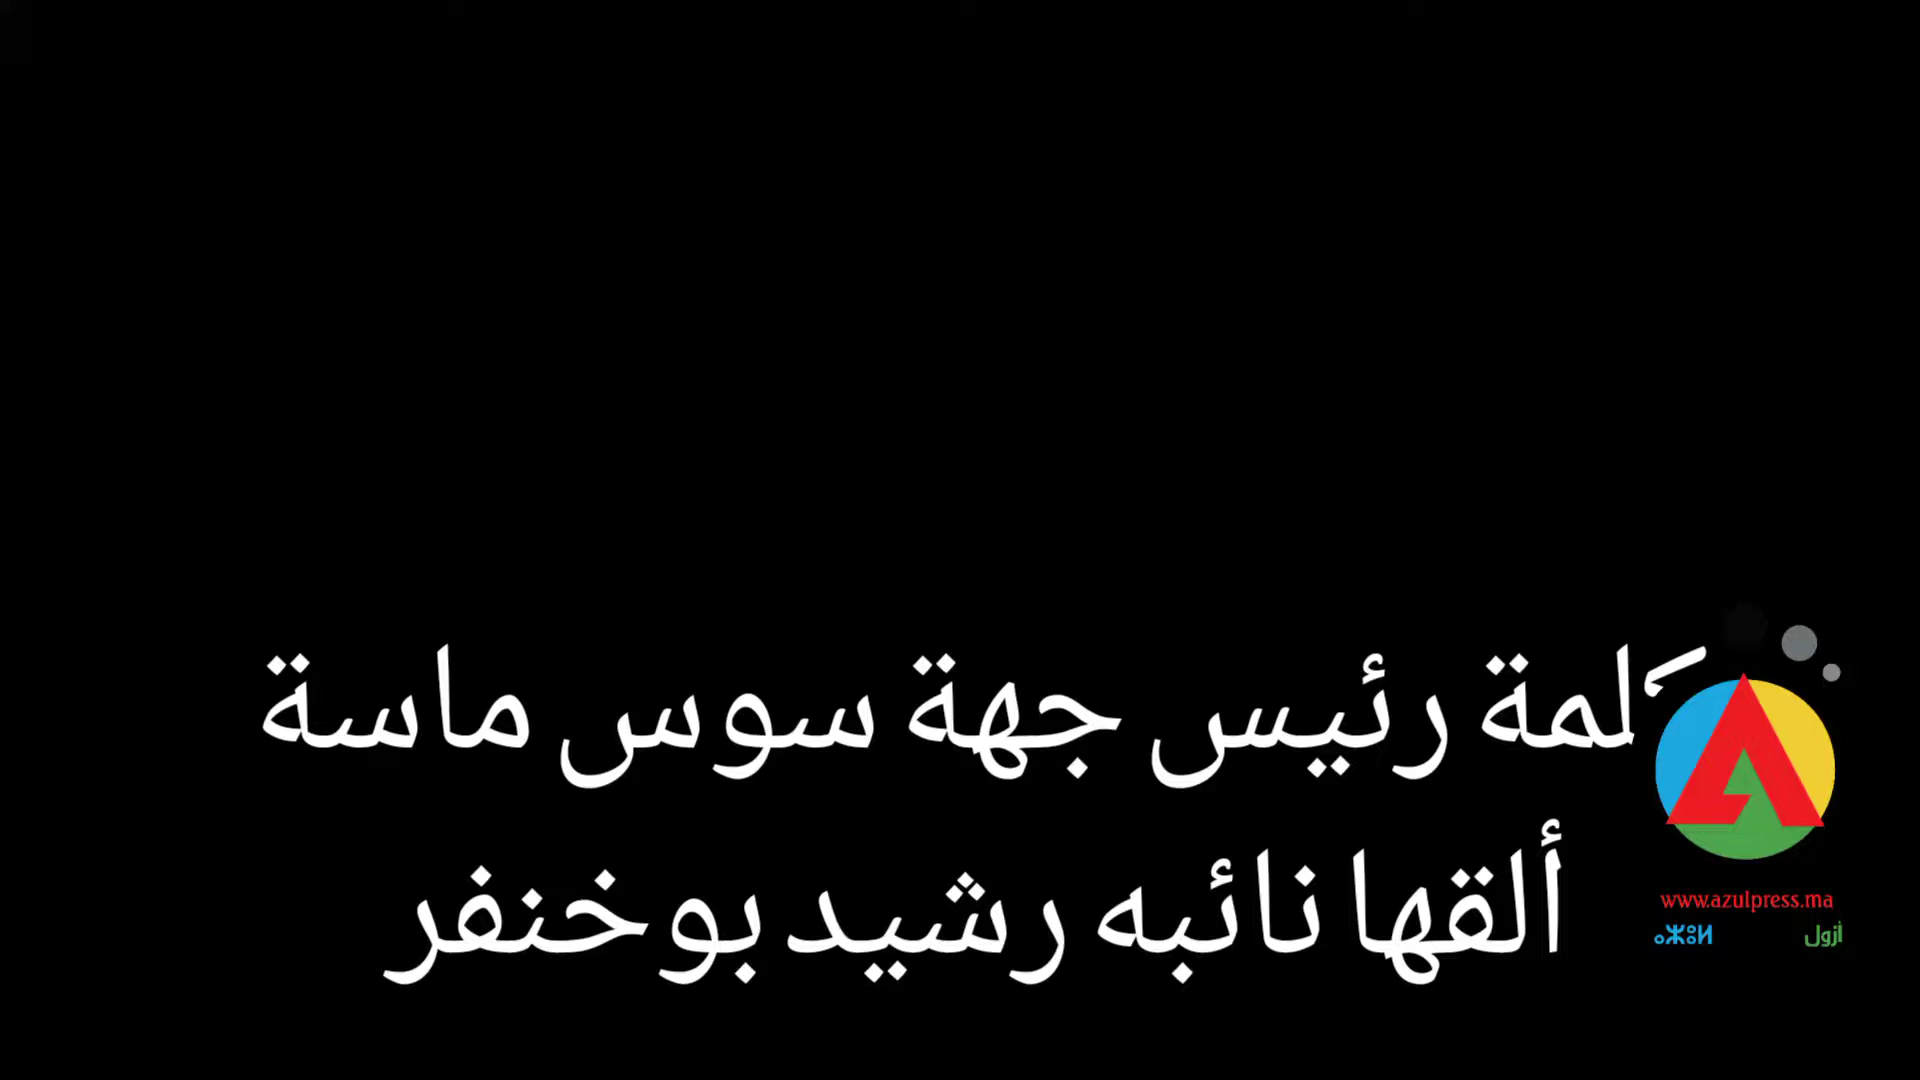 كلمة رئيس جهة سوس ماسة
ألقها نائبه رشيد بوخنفر
www.azulpress.ma
ⴰⵣⵓⵍ
أزول